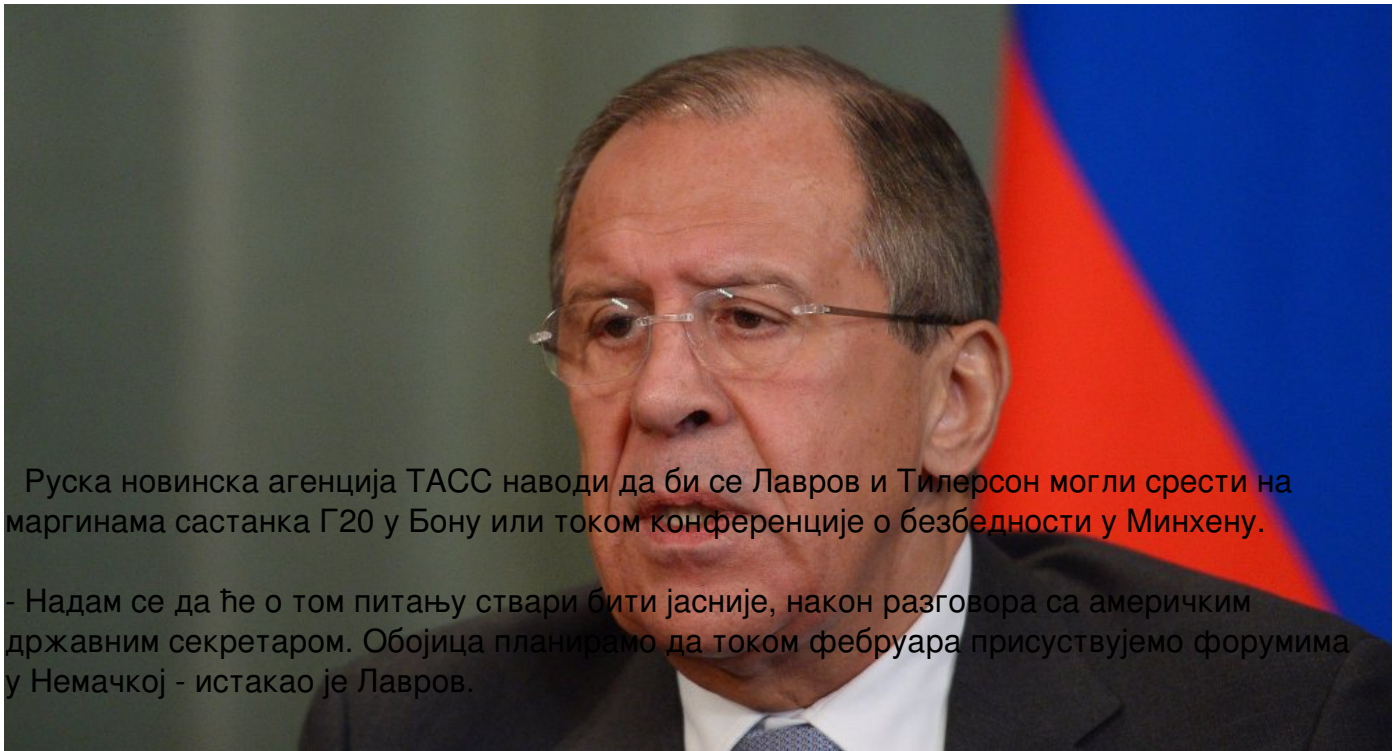 Руска новинска агенција ТАСС наводи да би се Лавров и Тилерсон могли срести на
маргинама састанка Г20 у Бону или током конференције о безбедности у Минхену.
- Надам се да ће о том питању ствари бити јасније, након разговора са америчким
државним секретаром. Обојица планирамо да током фебруара присуствујемо форумима
у Немачкој - истакао је Лавров.